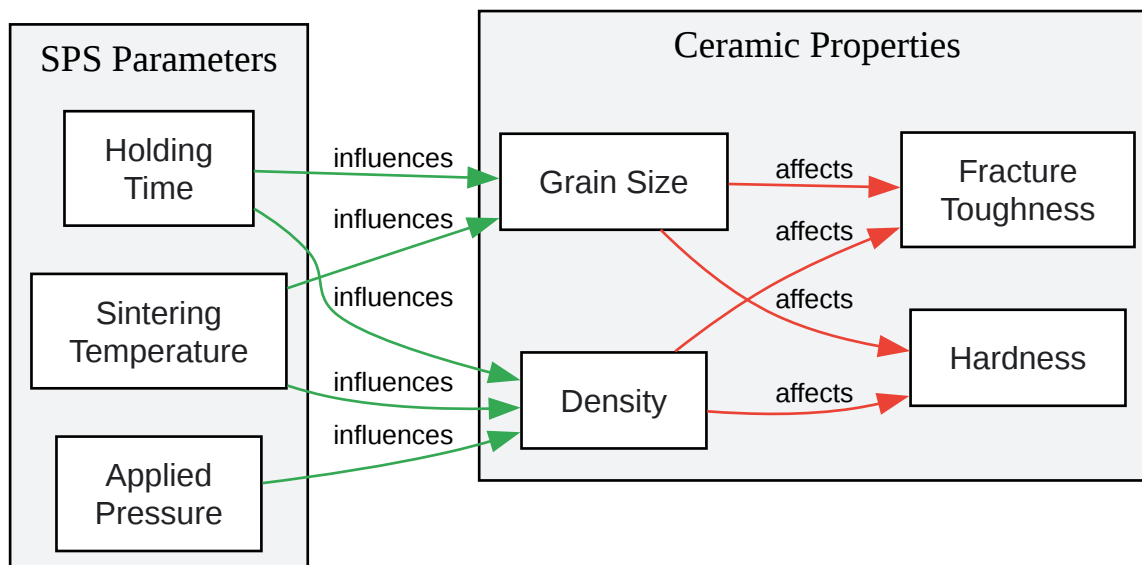 SPS Parameters
Holding
Time
Sintering
Temperature
Applied
Pressure
influences
influences
influences
influences
influences
Ceramic Properties
Grain Size
Density
affects
affects
affects
affects
Fracture
Toughness
Hardness